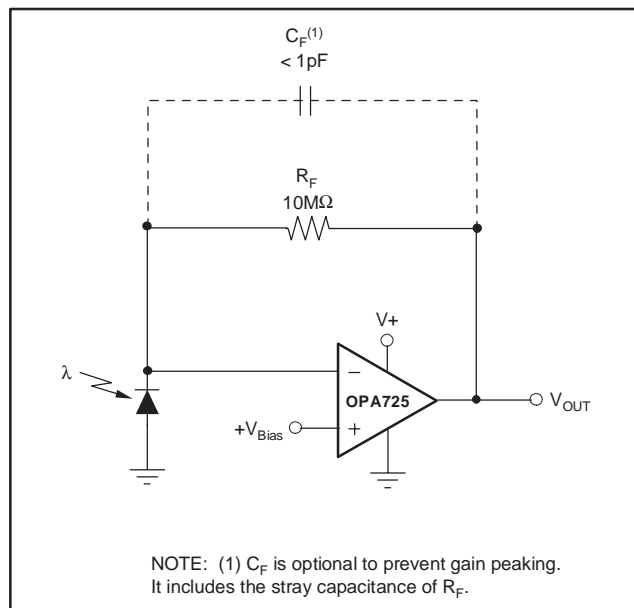 C_F(1)
< 1pF
R_F
10MΩ
V+
λ
−
OPA725
+
+V_Bias
V_OUT
NOTE: (1) C_F is optional to prevent gain peaking.
It includes the stray capacitance of R_F.